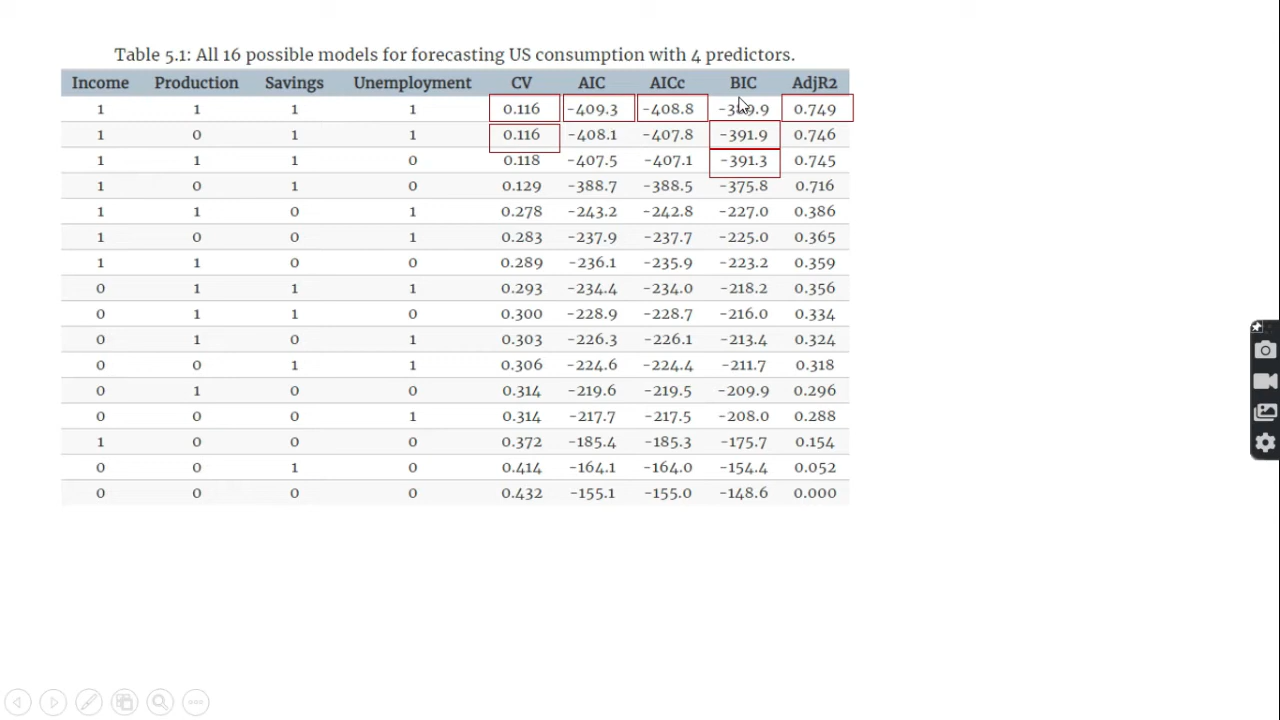 Table 5.1: All 16 possible models for forecasting US consumption with 4 predictors.
Income Production Savings Unemployment CV AIC AICc BIC AdjR2
1 1 1 1 0.116 -409.3 -408.8 0.749
1 0 1 1 0.116 -408.1 -407.8 -391.9 0.746
1 1 1 0 0.118 -407.5 -407.1 -391.3 0.745
1 0 1 0 0.129 -388.7 -388.5 -375.8 0.716
1 1 0 1 0.278 -243.2 -242.8 -227.0 0.386
1 0 0 1 0.283 -237.9 -237.7 -225.0 0.365
1 1 0 0 0.289 -236.1 -235.9 -223.2 0.359
0 1 1 1 0.293 -234.4 -234.0 -218.2 0.356
0 1 1 0 0.300 -228.9 -228.7 -216.0 0.334
0 1 0 1 0.303 -226.3 -226.1 -213.4 0.324
0 0 1 1 0.306 -224.6 -224.4 -211.7 0.318
0 1 0 0 0.314 -219.6 -219.5 -209.9 0.296
0 0 0 1 0.314 -217.7 -217.5 -208.0 0.288
1 0 0 0 0.372 -185.4 -185.3 -175.7 0.154
0 0 1 0 0.414 -164.1 -164.0 -154.4 0.052
0 0 0 0 0.432 -155.1 -155.0 -148.6 0.000